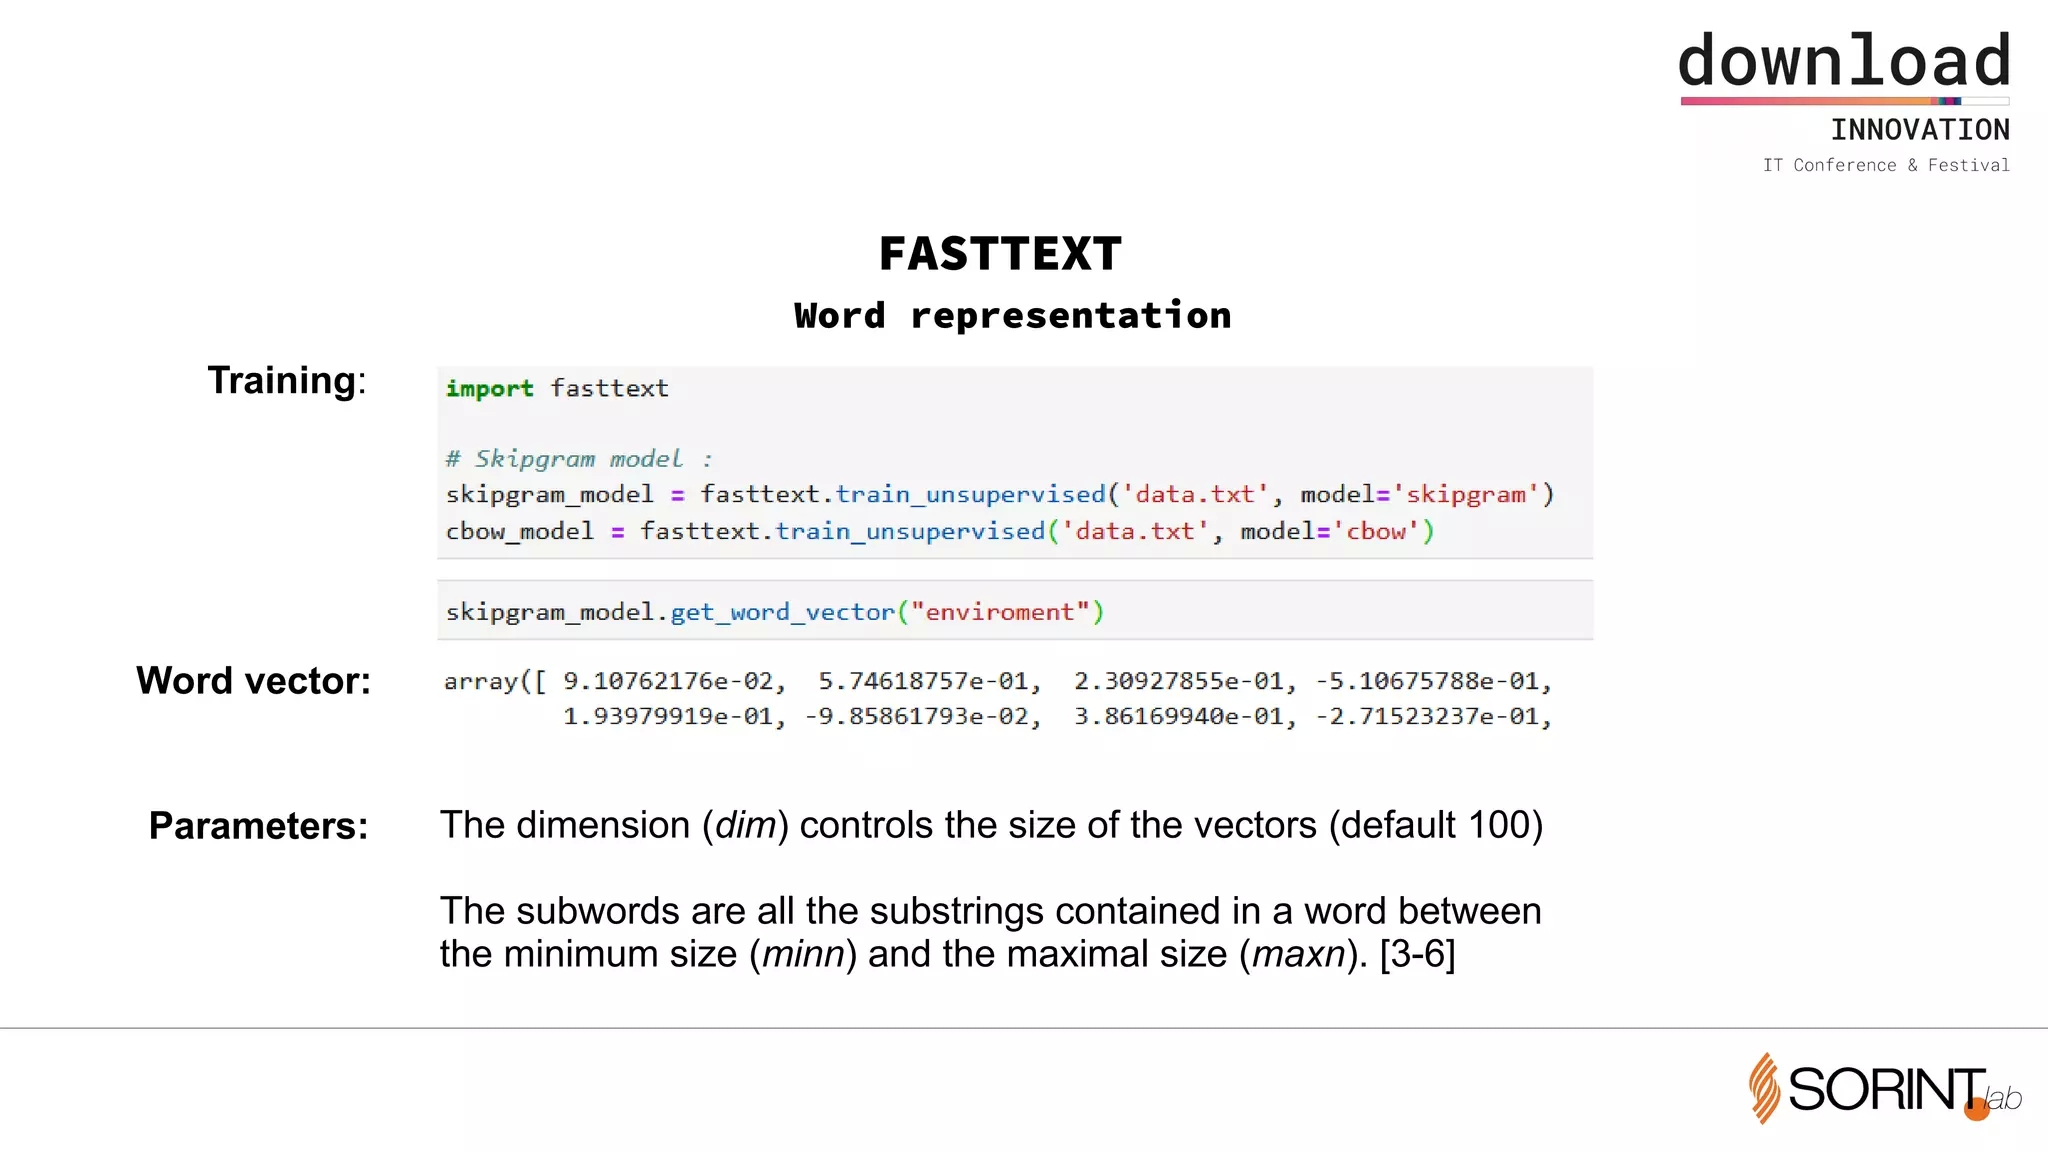 download
INNOVATION
IT Conference & Festival
FASTTEXT
Word representation
Training:
import fasttext
# Skipgram model :
skipgram_model = fasttext.train_unsupervised('data.txt', model='skipgram')
cbow_model = fasttext.train_unsupervised('data.txt', model='cbow')
skipgram_model.get_word_vector("enviroment")
Word vector:
array([ 9.10762176e-02,  5.74618757e-01,  2.30927855e-01, -5.10675788e-01,
1.93979919e-01, -9.85861793e-02,  3.86169940e-01, -2.71523237e-01,
Parameters:
The dimension (dim) controls the size of the vectors (default 100)
The subwords are all the substrings contained in a word between
the minimum size (minn) and the maximal size (maxn). [3-6]
SORINT.lab